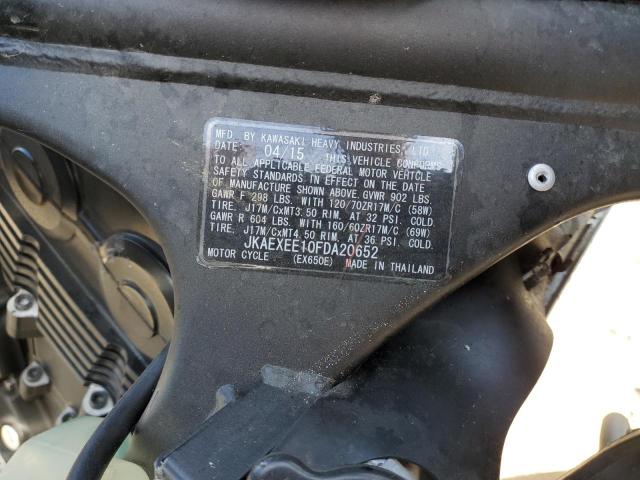 MFD. BY KAWASAKI HEAVY INDUSTRIES, LTD.
DATE: 04/15 THIS VEHICLE CONFORMS
TO ALL APPLICABLE FEDERAL MOTOR VEHICLE
SAFETY STANDARDS IN EFFECT ON THE DATE
OF MANUFACTURE SHOWN ABOVE. GVWR 902 LBS.
GAWR F 298 LBS. WITH 120/70ZR17M/C (58W)
TIRE, J17M/CxMT3.50 RIM, AT 32 PSI. COLD.
GAWR R 604 LBS. WITH 160/60ZR17M/C (69W)
TIRE, J17M/CxMT4.50 RIM, AT 36 PSI. COLD.
JKAEXEE10FDA20652
MOTOR CYCLE (EX650E) MADE IN THAILAND